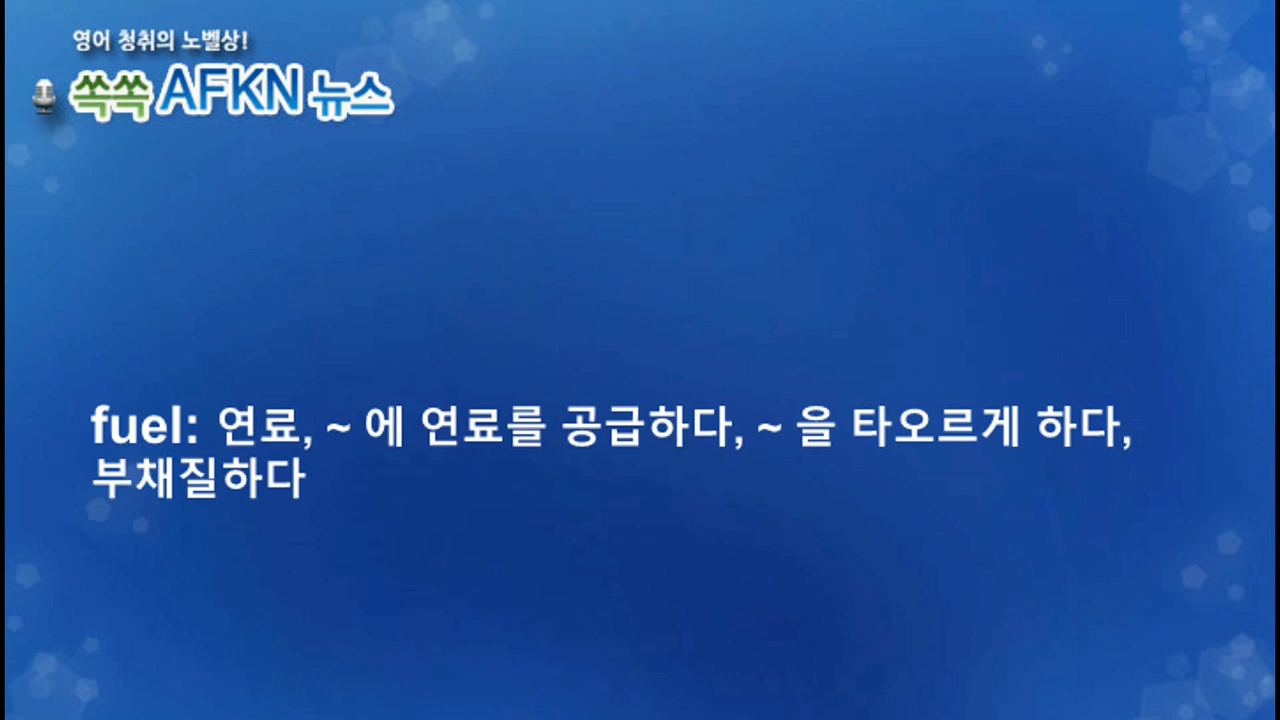 영어 청취의 노벨상!
쏙쏙 AFKN 뉴스
fuel: 연료, ~ 에 연료를 공급하다, ~ 을 타오르게 하다,
부채질하다